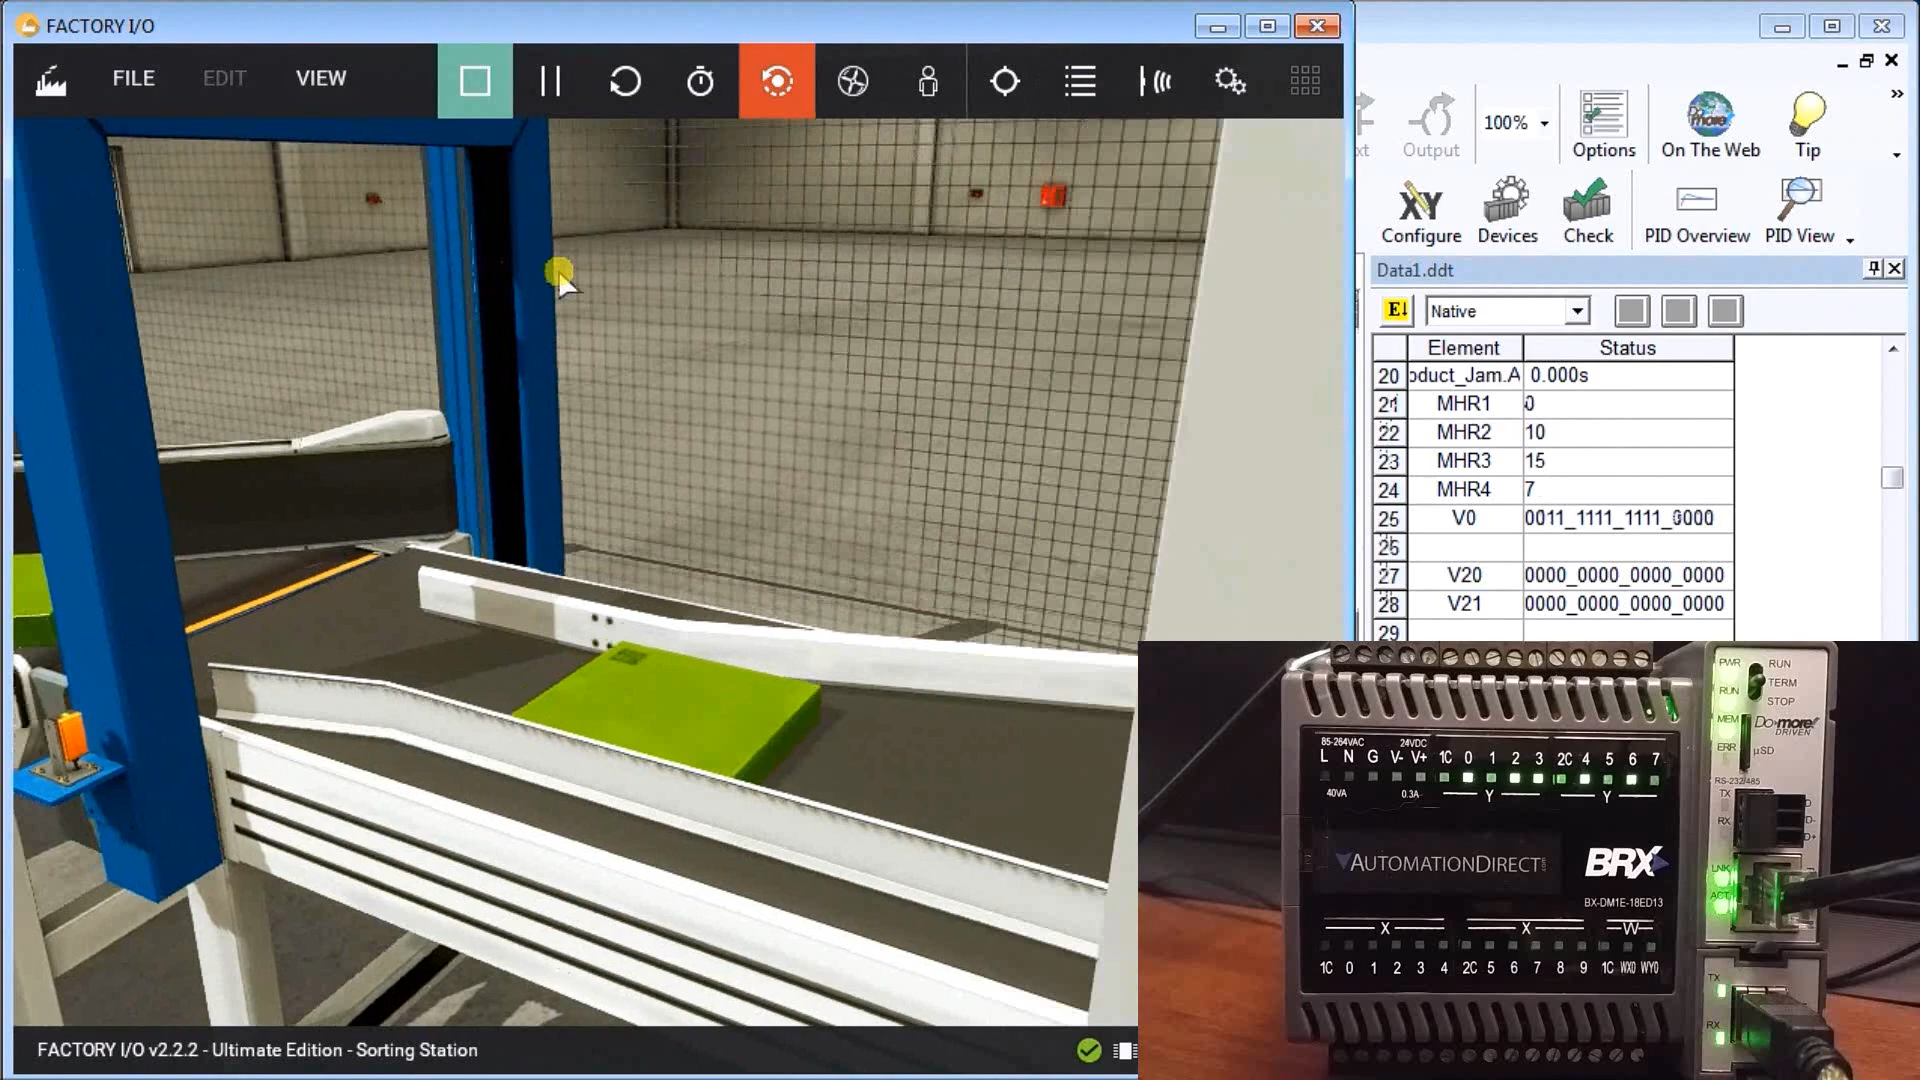 FACTORY I/O
FILE EDIT VIEW
Output
100%
Options
On The Web
Tip
Configure
Devices
Check
PID Overview
PID View
Data1.ddt
Native
Element Status
20 oduct_Jam.A 0.000s
21 MHR1 0
22 MHR2 10
23 MHR3 15
24 MHR4 7
25 V0 0011_1111_1111_0000
26
27 V20 0000_0000_0000_0000
28 V21 0000_0000_0000_0000
29
PWR RUN
TERM
RUN
STOP
MEM Do-more!
DRIVEN
ERR µSD
RS-232/485
TX
RX
D-
D+
LNK
ACT
TX
RX
85-264VAC 24VDC
L N G V- V+ 1C 0 1 2 3 2C 4 5 6 7
40VA 0.3A Y Y
AUTOMATIONDIRECT
BRX
BX-DM1E-18ED13
X X W
1C 0 1 2 3 4 2C 5 6 7 8 9 1C WX0 WY0
FACTORY I/O v2.2.2 - Ultimate Edition - Sorting Station